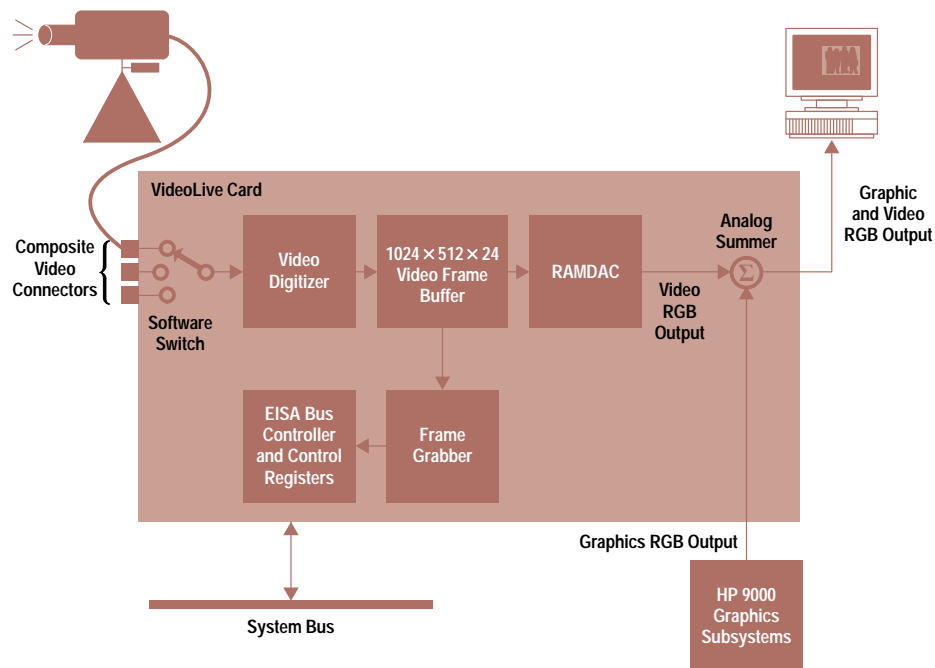 VideoLive Card
Graphic
and Video
RGB Output
Composite
Video
Connectors
Software
Switch
Video
Digitizer
1024 × 512 × 24
Video Frame
Buffer
RAMDAC
Analog
Summer
Σ
Video
RGB
Output
EISA Bus
Controller
and Control
Registers
Frame
Grabber
Graphics RGB Output
System Bus
HP 9000
Graphics
Subsystems